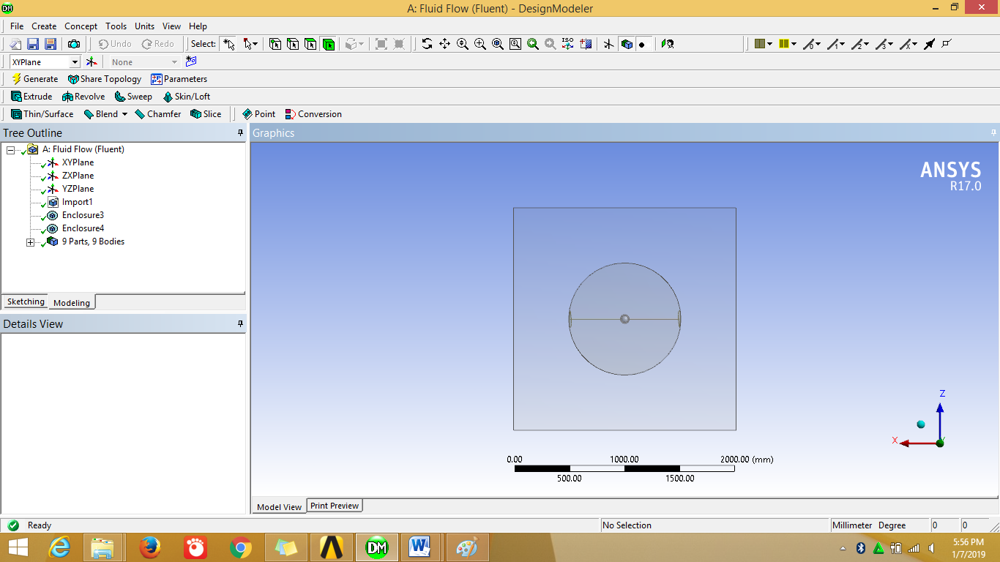 DM
A: Fluid Flow (Fluent) - DesignModeler
File Create Concept Tools Units View Help
Undo Redo Select: ISO
XYPlane None
Generate Share Topology Parameters
Extrude Revolve Sweep Skin/Loft
Thin/Surface Blend Chamfer Slice Point Conversion
Tree Outline
A: Fluid Flow (Fluent)
XYPlane
ZXPlane
YZPlane
Import1
Enclosure3
Enclosure4
9 Parts, 9 Bodies
Sketching Modeling
Details View
Graphics
ANSYS
R17.0
Z
X
Y
0.00 1000.00 2000.00 (mm)
500.00 1500.00
Model View Print Preview
Ready No Selection Millimeter Degree 0 0
DM
W
5:56 PM
1/7/2019